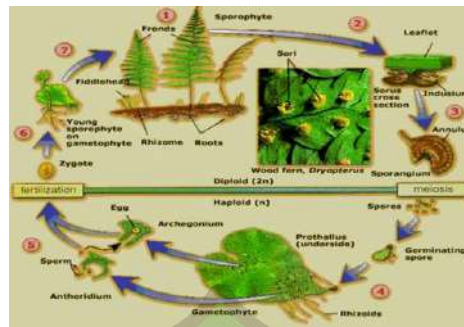 1
Sporophyte
Fronds
2
Leaflet
7
Sori
Fiddlehead
Sorus
cross
section
Indusium
3
Annulus
Young
sporophyte
on
gametophyte
Rhizome
Roots
6
Wood fern, Dryopteris
Sporangium
Zygote
Diploid (2n)
fertilization
meiosis
Haploid (n)
Spores
Egg
Archegonium
Prothallus
(underside)
Germinating
spore
5
Sperm
4
Antheridium
Gametophyte
Rhizoids